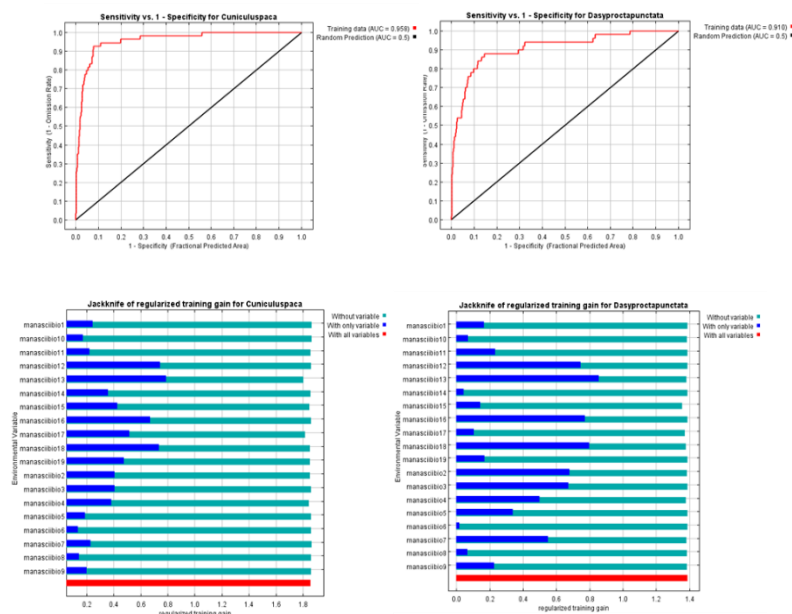 Sensitivity vs. 1 - Specificity for Cuniculuspaca
Training data (AUC = 0.958)
Random Prediction (AUC = 0.5)
Sensitivity (1 - Omission Rate)
1.0
0.9
0.8
0.7
0.6
0.5
0.4
0.3
0.2
0.1
0.0
0.0 0.1 0.2 0.3 0.4 0.5 0.6 0.7 0.8 0.9 1.0
1 - Specificity (Fractional Predicted Area)
Sensitivity vs. 1 - Specificity for Dasyproctapunctata
Training data (AUC = 0.910)
Random Prediction (AUC = 0.5)
Sensitivity (1 - Omission Rate)
1.0
0.9
0.8
0.7
0.6
0.5
0.4
0.3
0.2
0.1
0.0
0.0 0.1 0.2 0.3 0.4 0.5 0.6 0.7 0.8 0.9 1.0
1 - Specificity (Fractional Predicted Area)
Jackknife of regularized training gain for Cuniculuspaca
Without variable
With only variable
With all variables
Environmental Variable
manasciibio1
manasciibio10
manasciibio11
manasciibio12
manasciibio13
manasciibio14
manasciibio15
manasciibio16
manasciibio17
manasciibio18
manasciibio19
manasciibio2
manasciibio3
manasciibio4
manasciibio5
manasciibio6
manasciibio7
manasciibio8
manasciibio9
0.2 0.4 0.6 0.8 1.0 1.2 1.4 1.6 1.8
regularized training gain
Jackknife of regularized training gain for Dasyproctapunctata
Without variable
With only variable
With all variables
Environmental Variable
manasciibio1
manasciibio10
manasciibio11
manasciibio12
manasciibio13
manasciibio14
manasciibio15
manasciibio16
manasciibio17
manasciibio18
manasciibio19
manasciibio2
manasciibio3
manasciibio4
manasciibio5
manasciibio6
manasciibio7
manasciibio8
manasciibio9
0.0 0.2 0.4 0.6 0.8 1.0 1.2 1.4
regularized training gain